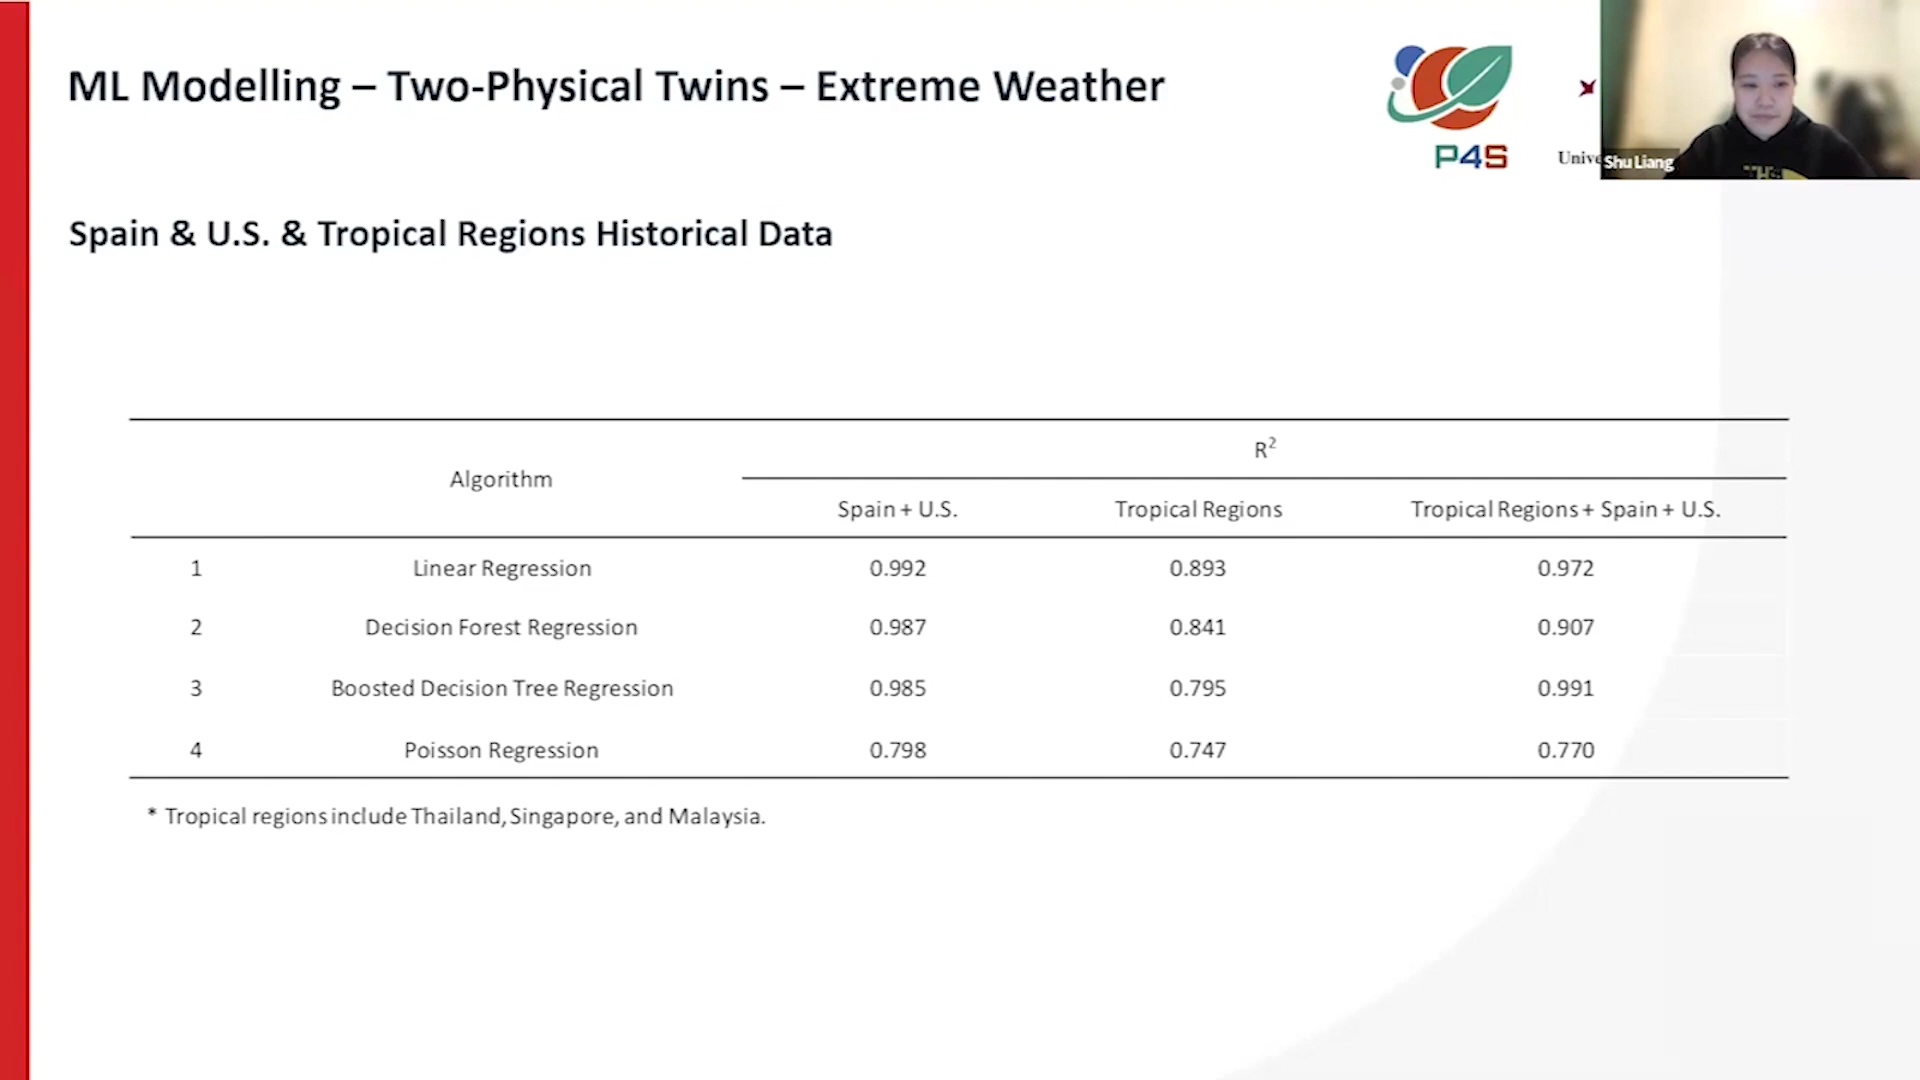 ML Modelling – Two-Physical Twins – Extreme Weather
P4S
Shu Liang
Spain & U.S. & Tropical Regions Historical Data
Algorithm
R²
Spain + U.S. Tropical Regions Tropical Regions + Spain + U.S.
1 Linear Regression 0.992 0.893 0.972
2 Decision Forest Regression 0.987 0.841 0.907
3 Boosted Decision Tree Regression 0.985 0.795 0.991
4 Poisson Regression 0.798 0.747 0.770
* Tropical regions include Thailand, Singapore, and Malaysia.